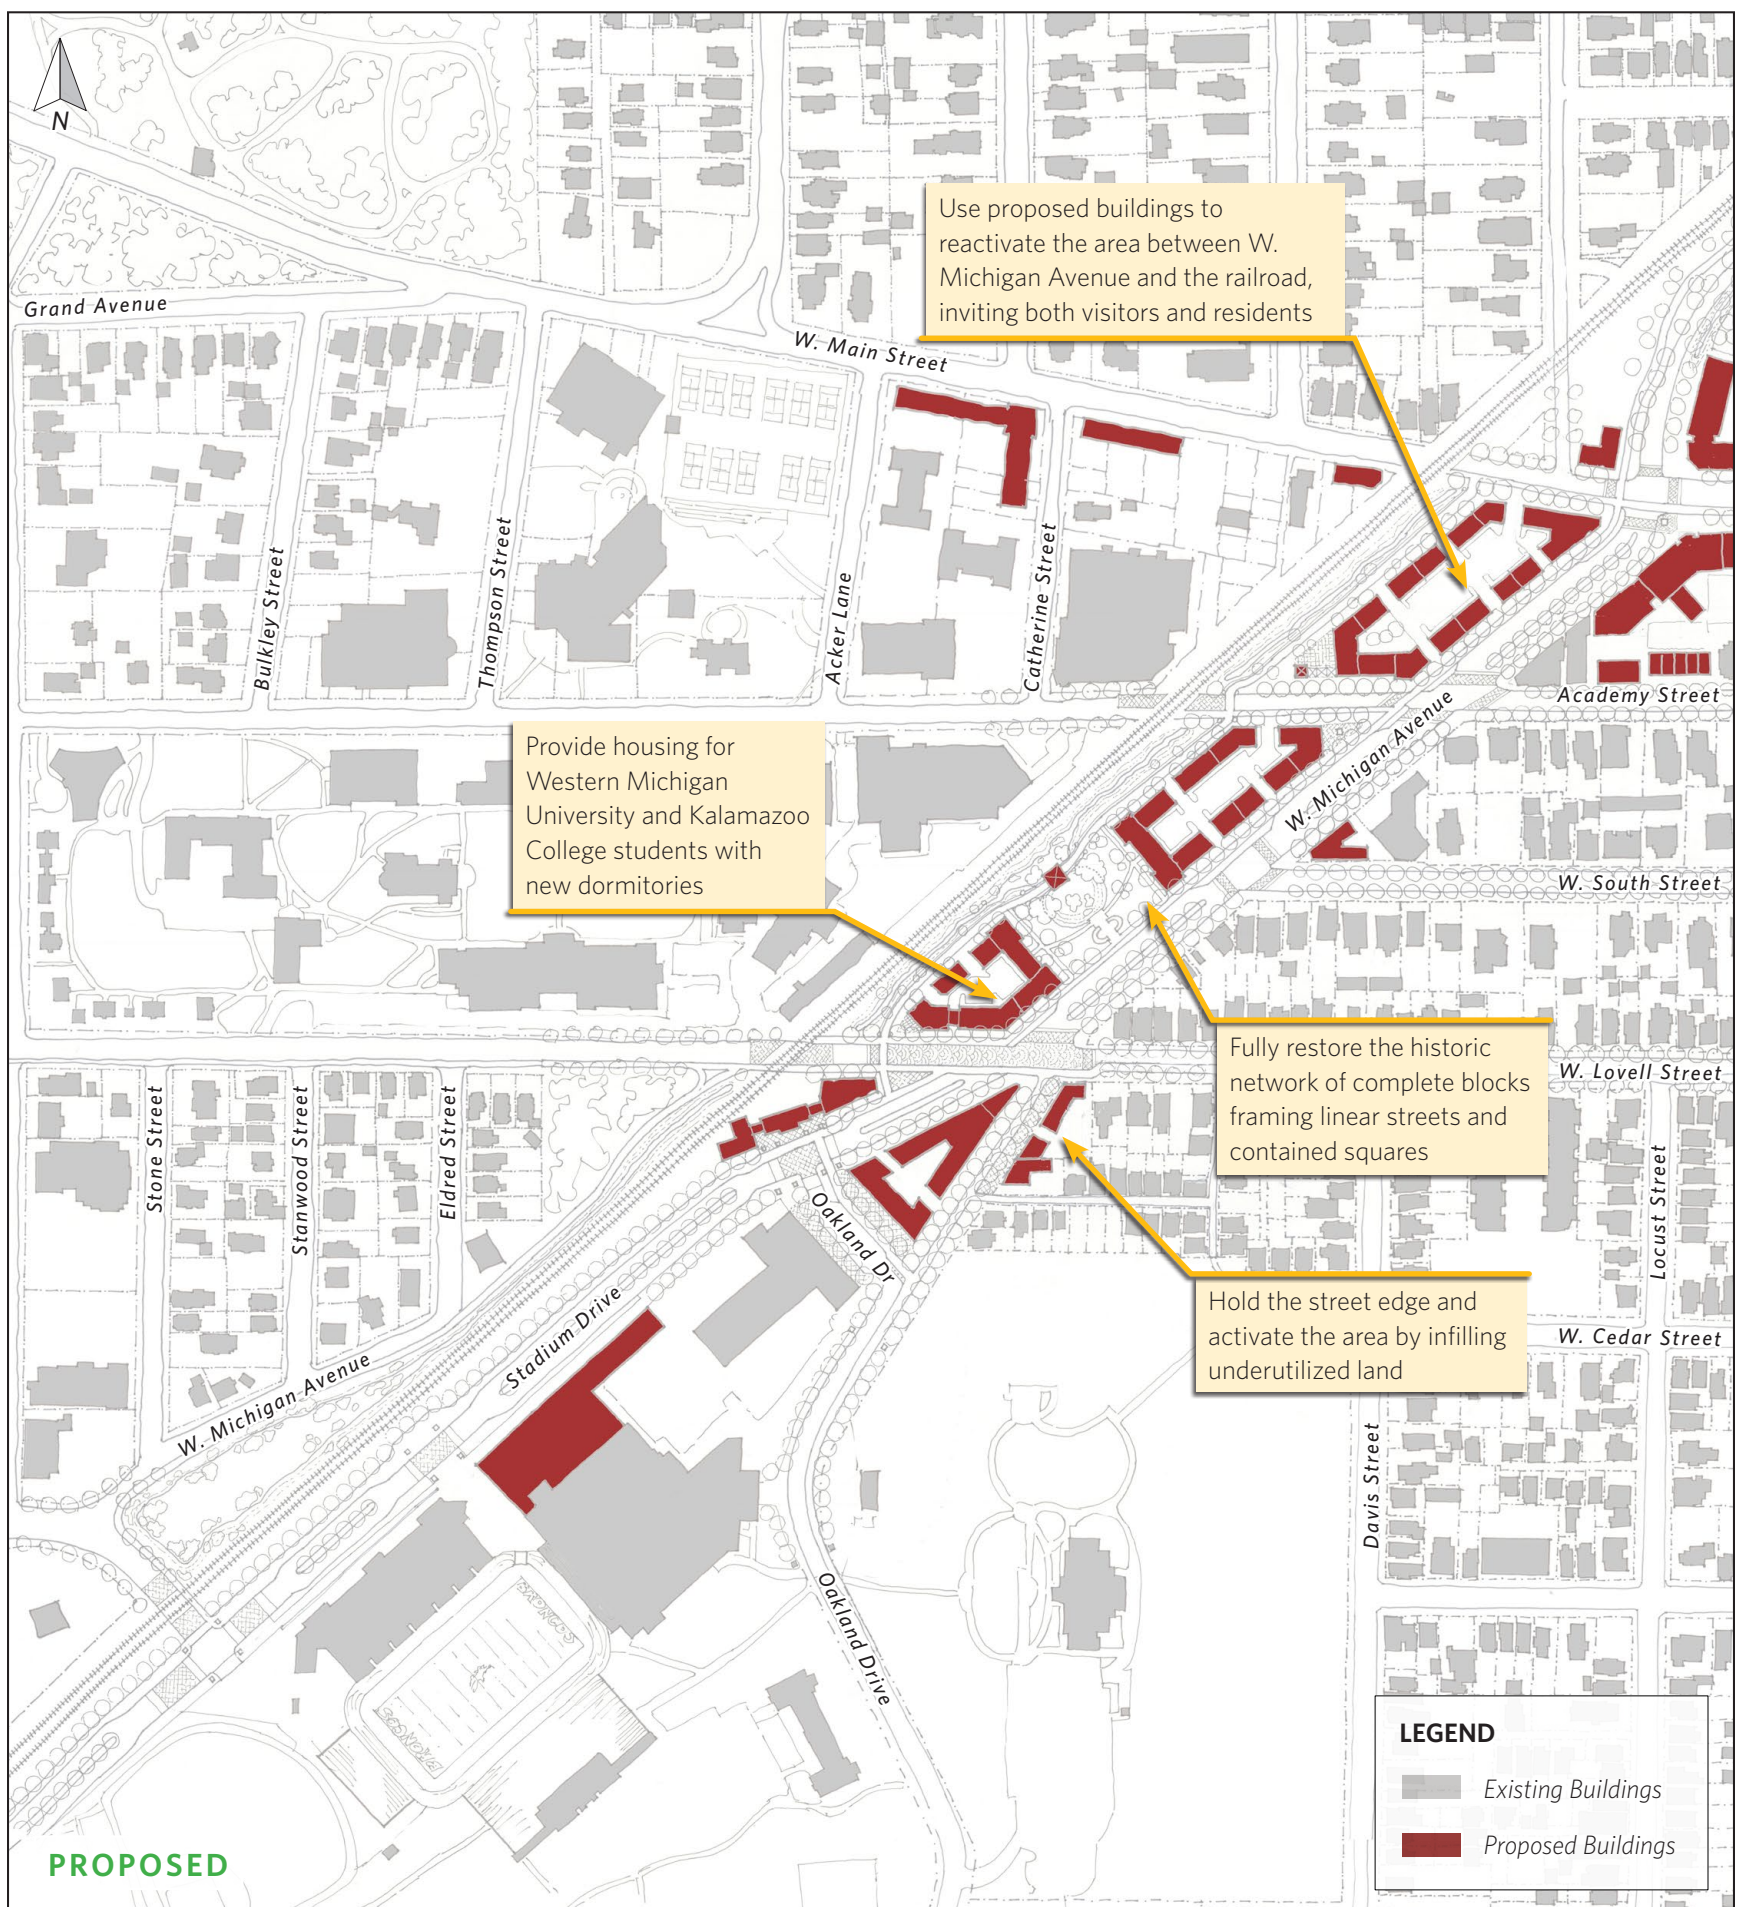 N
Use proposed buildings to
reactivate the area between W.
Michigan Avenue and the railroad,
inviting both visitors and residents
Grand Avenue
W. Main Street
Bulkley Street
Thompson Street
Acker Lane
Catherine Street
Academy Street
W. Michigan Avenue
Provide housing for
Western Michigan
University and Kalamazoo
College students with
new dormitories
W. South Street
Fully restore the historic
network of complete blocks
framing linear streets and
contained squares
W. Lovell Street
Stone Street
Stanwood Street
Eldred Street
Locust Street
Oakland Dr
Hold the street edge and
activate the area by infilling
underutilized land
W. Cedar Street
Stadium Drive
W. Michigan Avenue
Davis Street
Oakland Drive
BRONCOS
BRONCOS
LEGEND
Existing Buildings
Proposed Buildings
PROPOSED